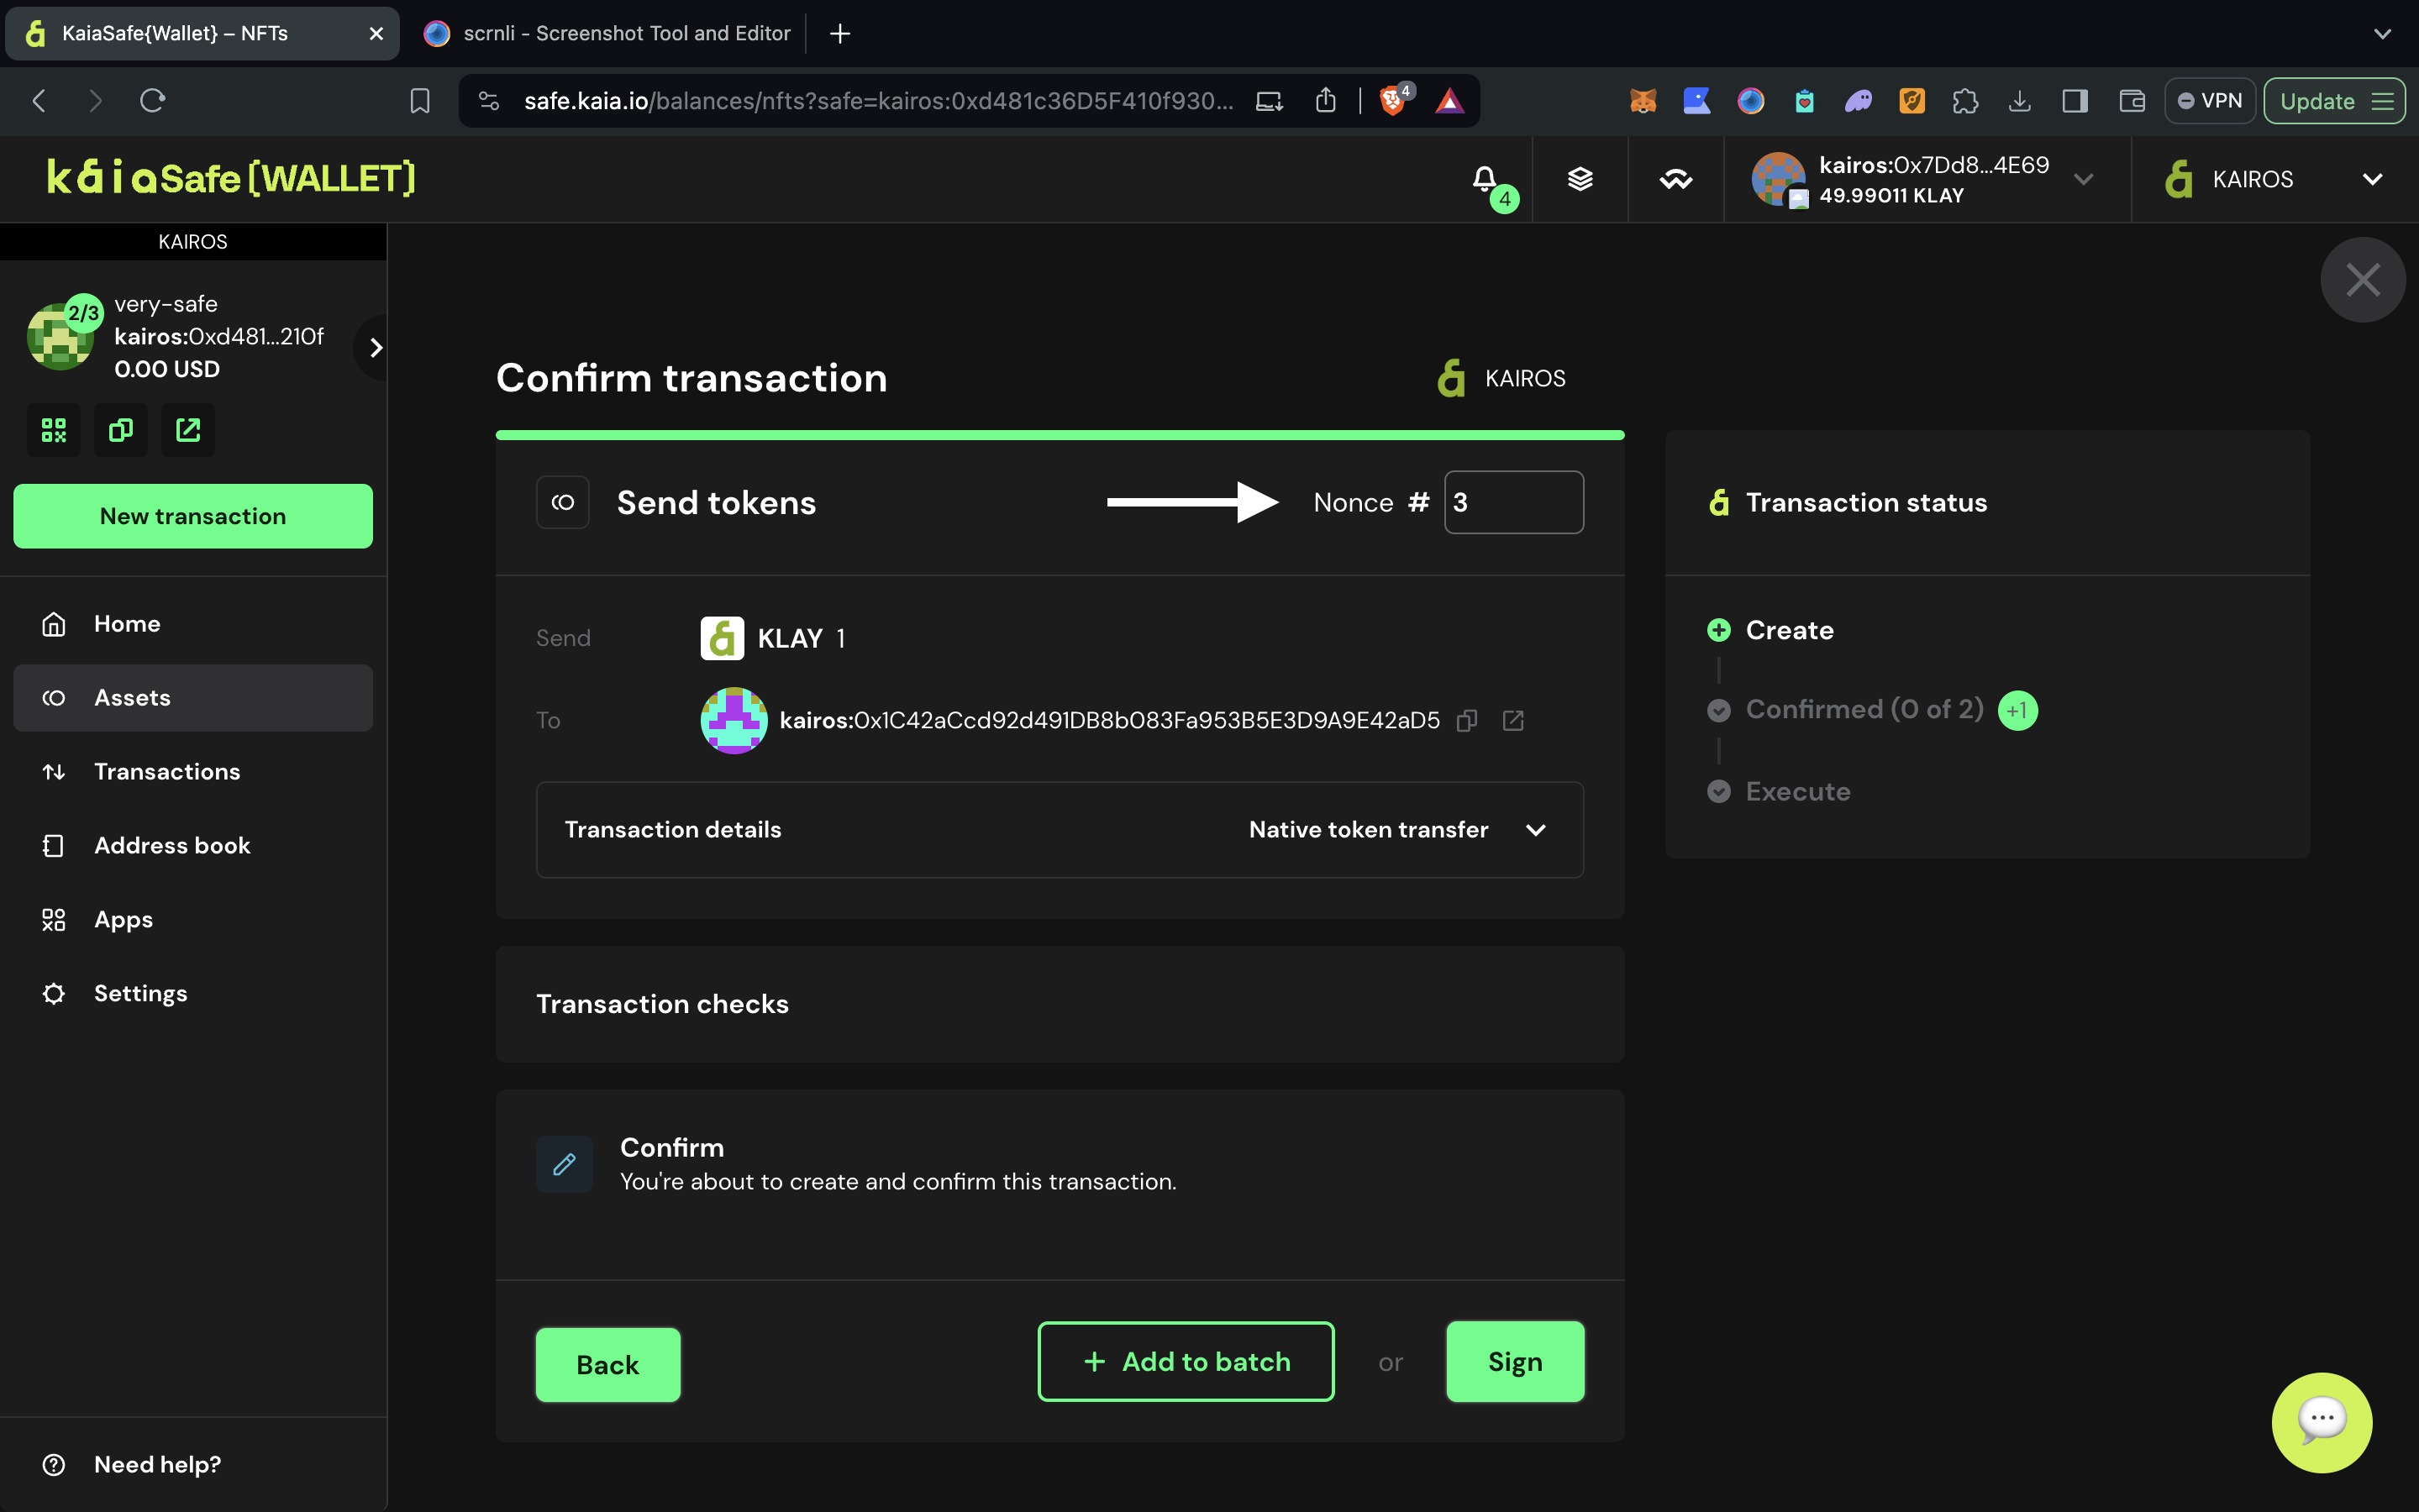 KaiaSafe{Wallet} – NFTs
scrnli - Screenshot Tool and Editor
safe.kaia.io/balances/nfts?safe=kairos:0xd481c36D5F410f930...
4
VPN
Update
kaiaSafe[WALLET]
4
kairos:0x7Dd8...4E69
49.99011 KLAY
KAIROS
KAIROS
2/3
very-safe
kairos:0xd481...210f
0.00 USD
New transaction
Home
Assets
Transactions
Address book
Apps
Settings
Need help?
Confirm transaction
KAIROS
Send tokens
Nonce # 3
Send
KLAY 1
To
kairos:0x1C42aCcd92d491DB8b083Fa953B5E3D9A9E42aD5
Transaction details
Native token transfer
Transaction checks
Confirm
You're about to create and confirm this transaction.
Back
+ Add to batch
or
Sign
Transaction status
Create
Confirmed (0 of 2)
+1
Execute